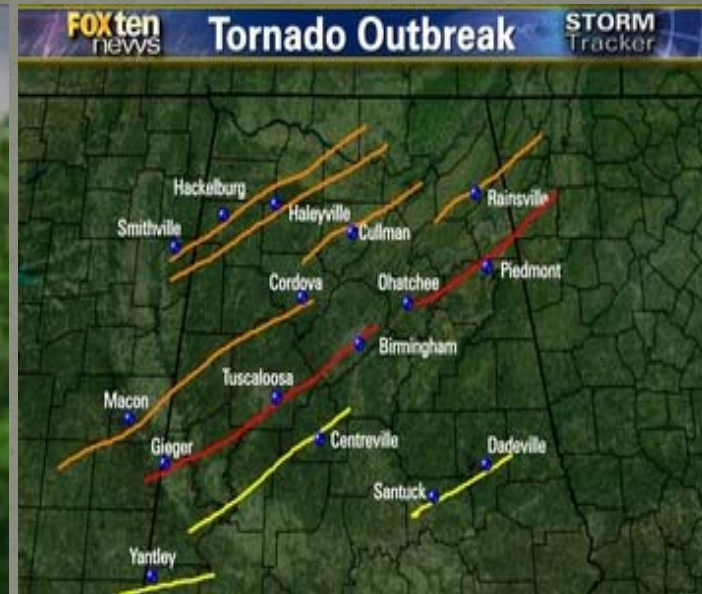 FOX ten
news
Tornado Outbreak
STORM
Tracker
Hackelburg
Smithville
Haleyville
Rainsville
Cullman
Cordova
Ohatchee
Piedmont
Birmingham
Tuscaloosa
Macon
Gieger
Centreville
Dadeville
Santuck
Yantley